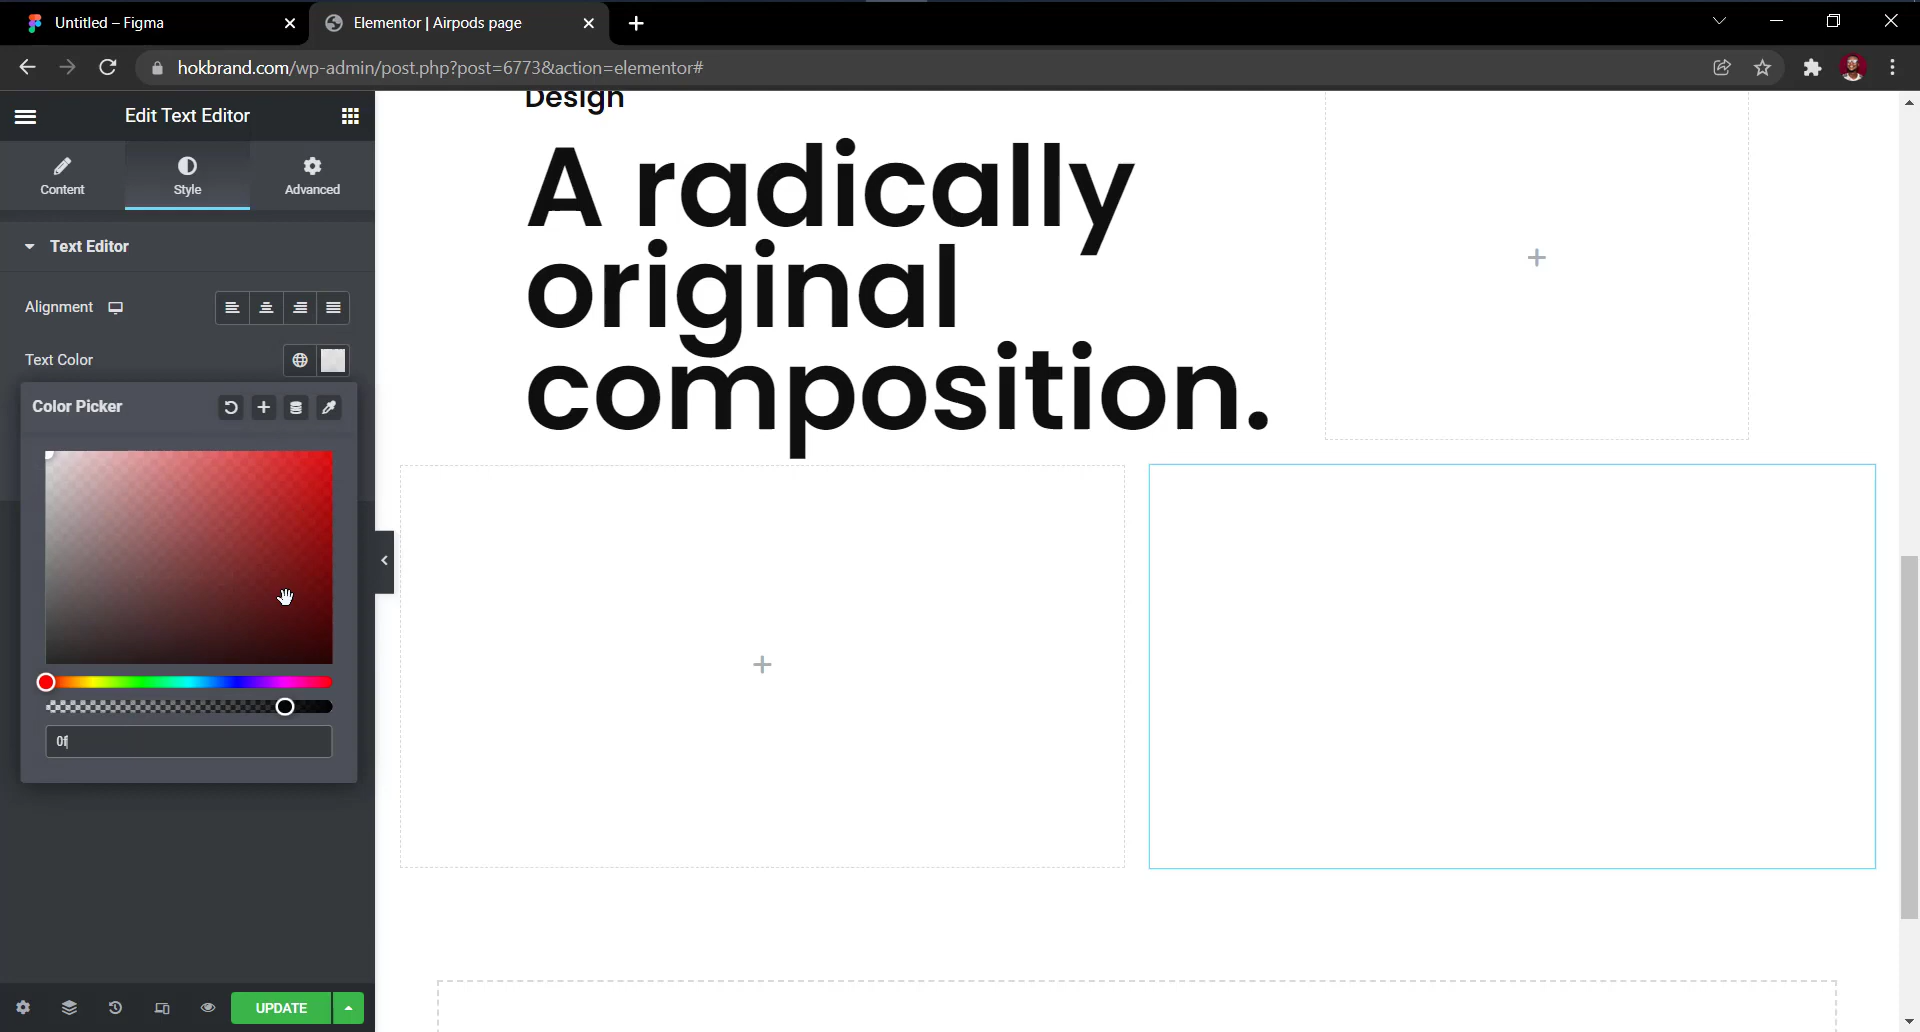 Untitled – Figma
Elementor | Airpods page
hokbrand.com/wp-admin/post.php?post=6773&action=elementor#
Edit Text Editor
Content
Style
Advanced
Text Editor
Alignment
Text Color
Color Picker
0f
UPDATE
Design
A radically
original
composition.